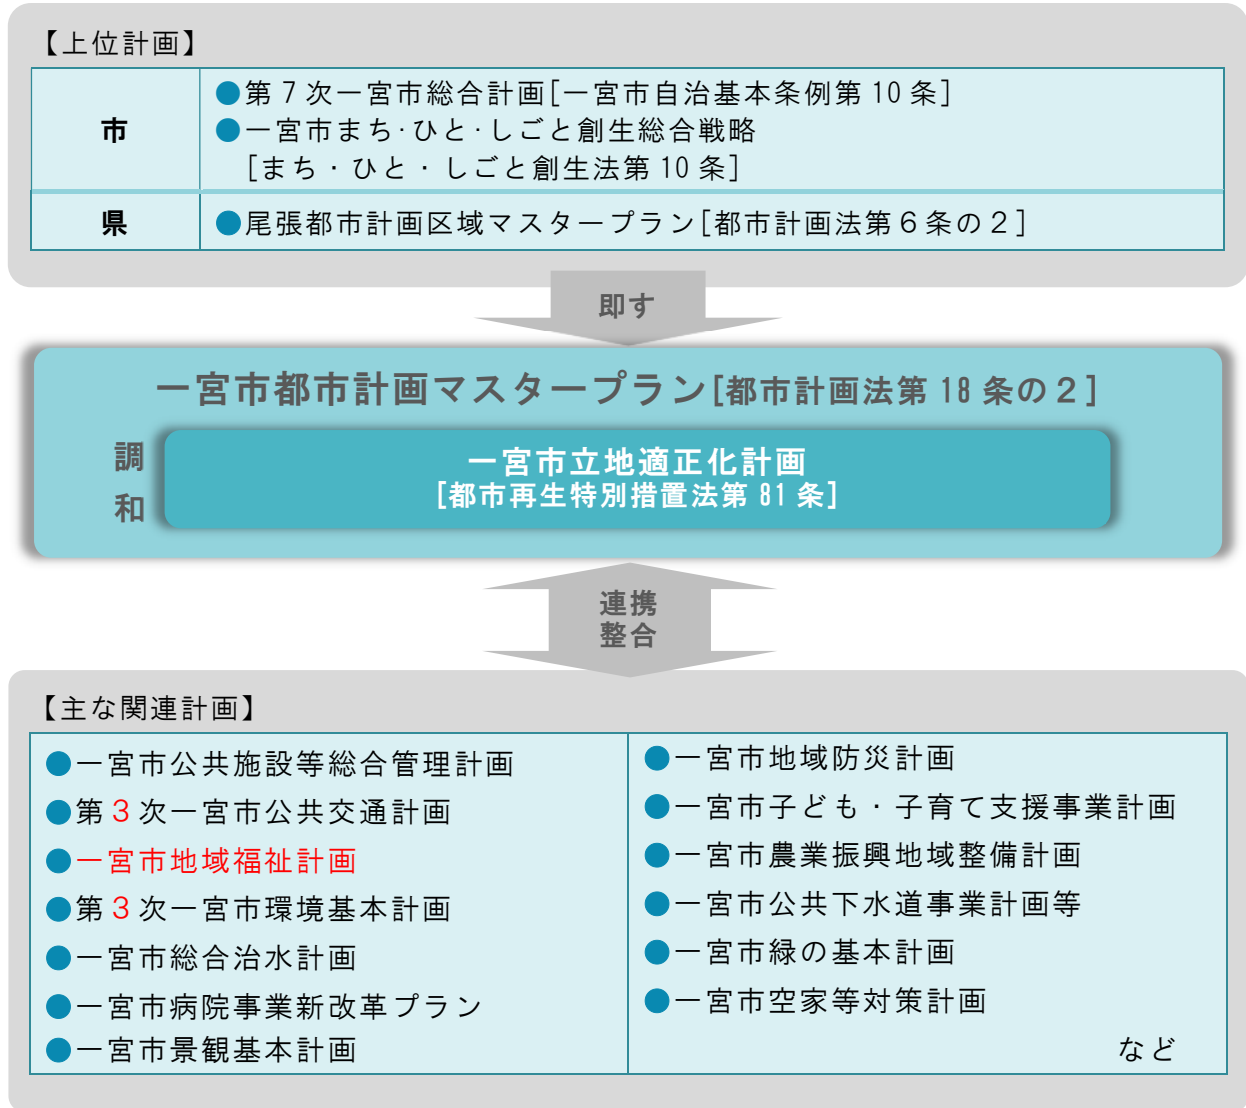 【上位計画】
市
●第７次一宮市総合計画[一宮市自治基本条例第10条]
●一宮市まち･ひと･しごと創生総合戦略
[まち・ひと・しごと創生法第10条]
県
●尾張都市計画区域マスタープラン[都市計画法第６条の２]
即す
一宮市都市計画マスタープラン[都市計画法第18条の２]
調和
一宮市立地適正化計画
[都市再生特別措置法第81条]
連携
整合
【主な関連計画】
●一宮市公共施設等総合管理計画
●第３次一宮市公共交通計画
●一宮市地域福祉計画
●第３次一宮市環境基本計画
●一宮市総合治水計画
●一宮市病院事業新改革プラン
●一宮市景観基本計画
●一宮市地域防災計画
●一宮市子ども・子育て支援事業計画
●一宮市農業振興地域整備計画
●一宮市公共下水道事業計画等
●一宮市緑の基本計画
●一宮市空家等対策計画
など